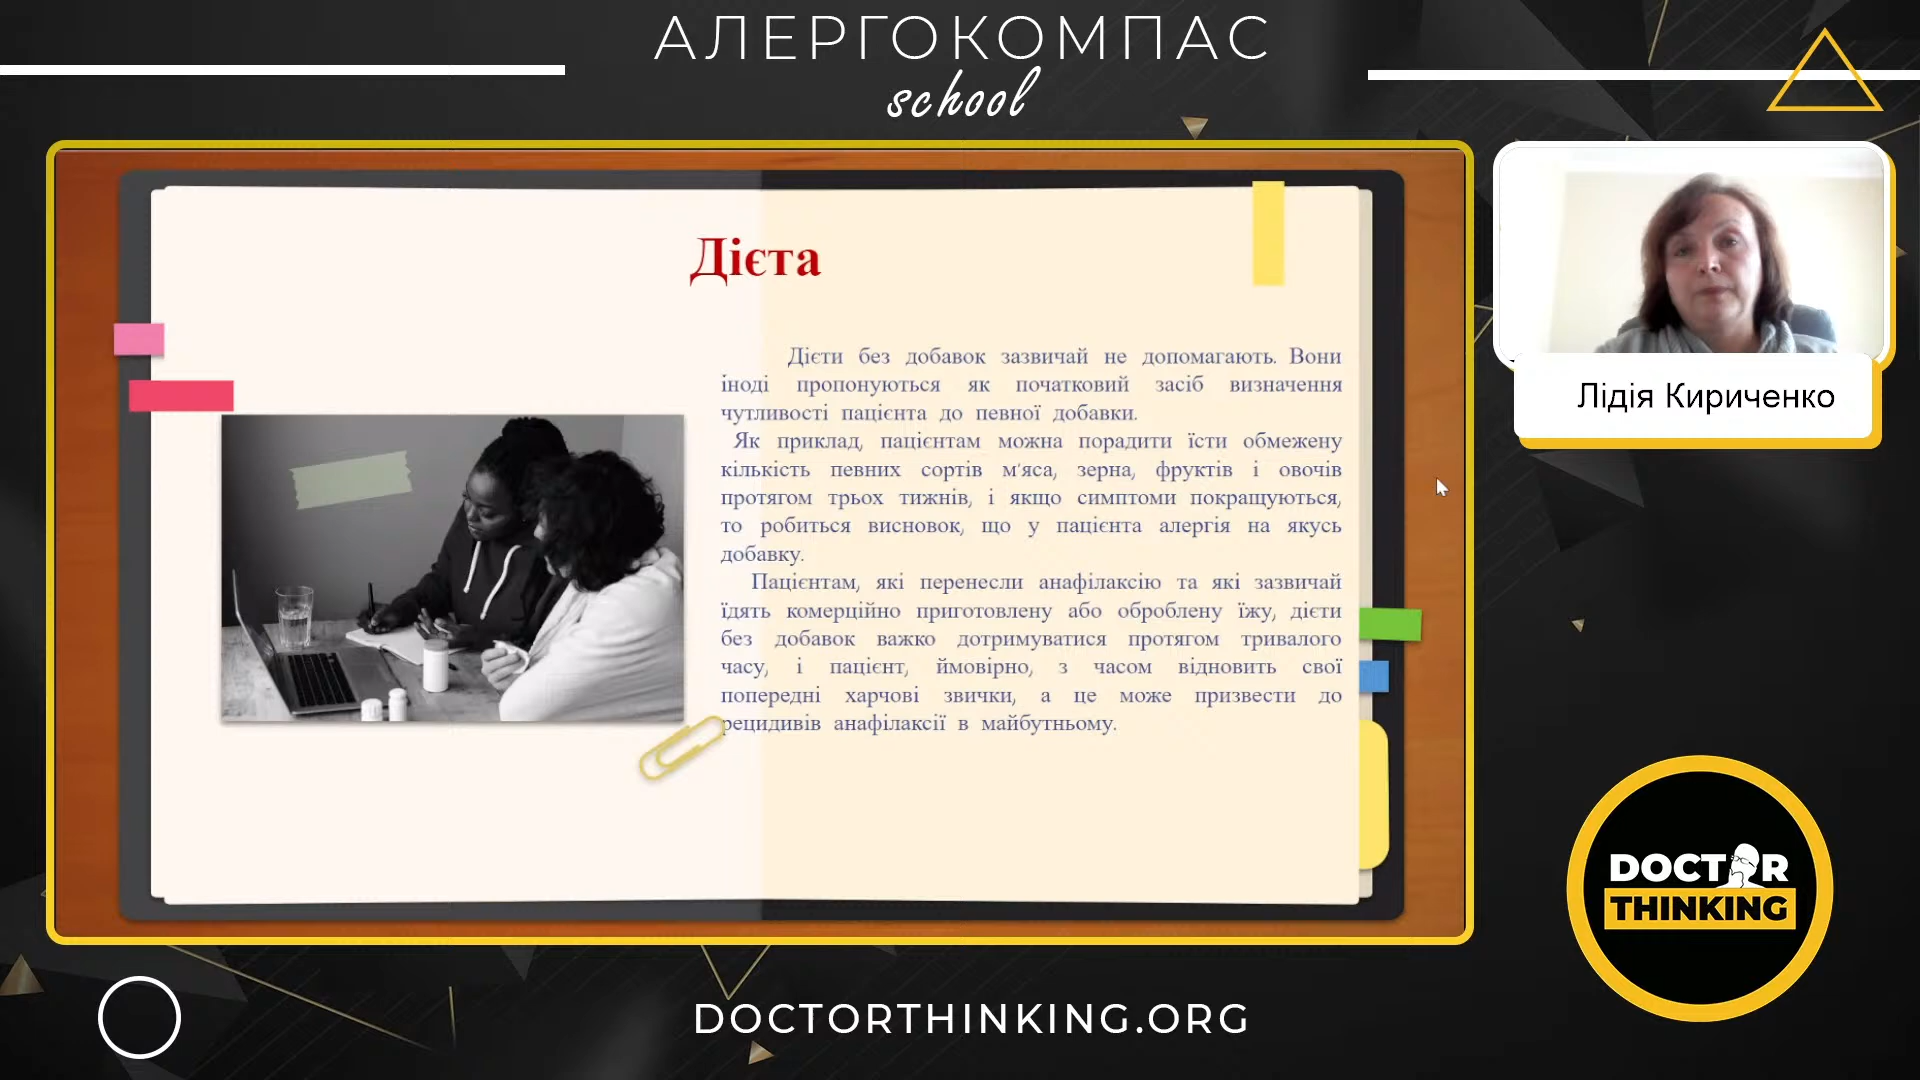 АЛЕРГОКОМПАС
school
Дієта
Дієти без добавок зазвичай не допомагають. Вони
іноді пропонуються як початковий засіб визначення
чутливості пацієнта до певної добавки.
Як приклад, пацієнтам можна порадити їсти обмежену
кількість певних сортів м'яса, зерна, фруктів і овочів
протягом трьох тижнів, і якщо симптоми покращуються,
то робиться висновок, що у пацієнта алергія на якусь
добавку.
Пацієнтам, які перенесли анафілаксію та які зазвичай
їдять комерційно приготовлену або оброблену їжу, дієти
без добавок важко дотримуватися протягом тривалого
часу, і пацієнт, ймовірно, з часом відновить свої
попередні харчові звички, а це може призвести до
рецидивів анафілаксії в майбутньому.
Лідія Кириченко
DOCTOR
THINKING
DOCTORTHINKING.ORG